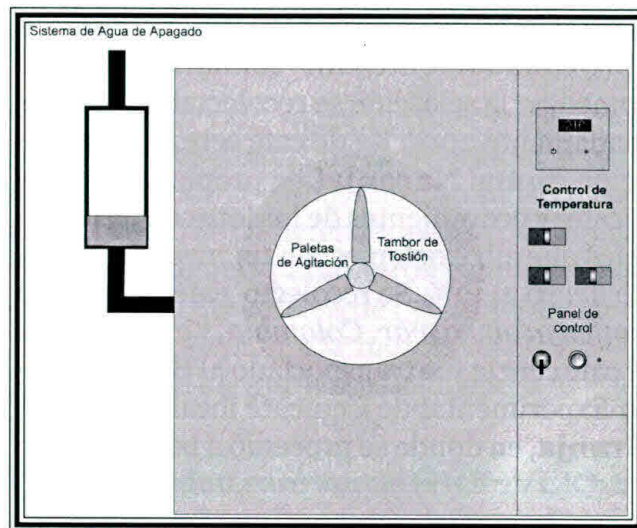 Sistema de Agua de Apagado
Paletas
de Agitación
Tambor de
Tostión
Control de
Temperatura
Panel de
control